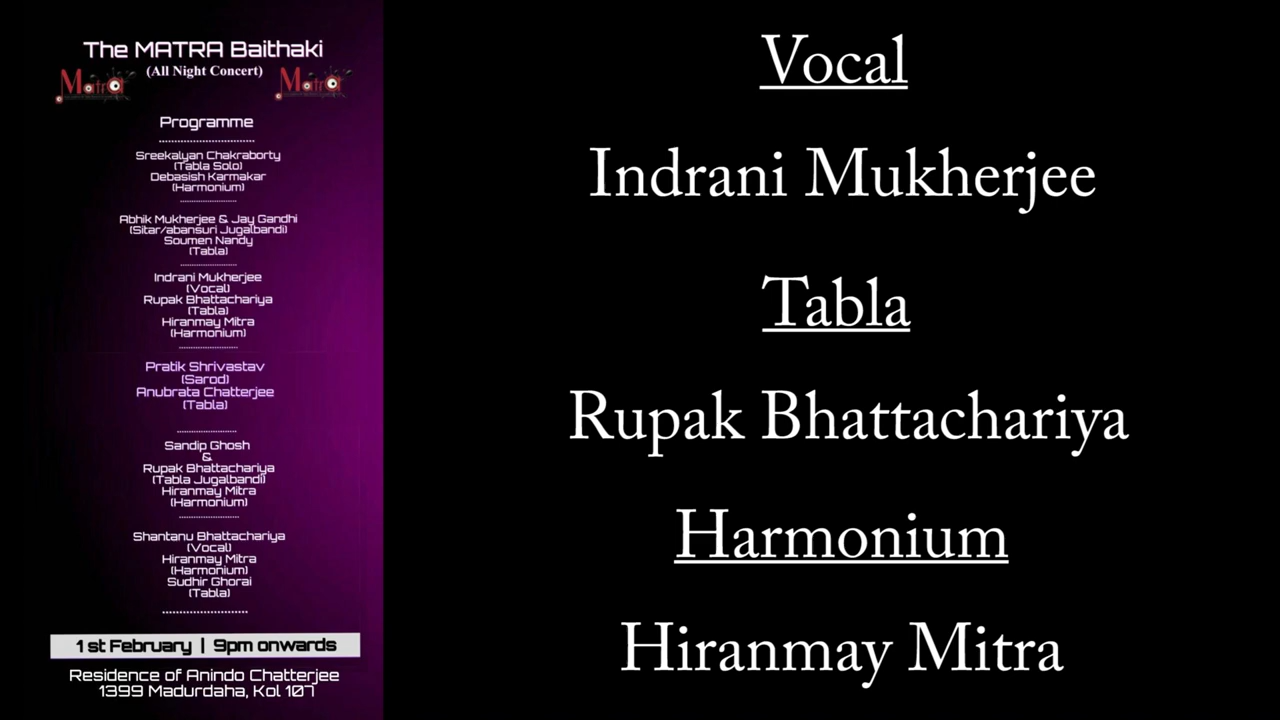 The MATRA Baithaki
(All Night Concert)
Matra Matra
Programme
Sreekalyan Chakraborty
(Tabla Solo)
Debasish Karmakar
(Harmonium)
Abhik Mukherjee & Jay Gandhi
(Sitar/abansuri Jugalbandi)
Soumen Nandy
(Tabla)
Indrani Mukherjee
(Vocal)
Rupak Bhattachariya
(Tabla)
Hiranmay Mitra
(Harmonium)
Pratik Shrivastav
(Sarod)
Anubrata Chatterjee
(Tabla)
Sandip Ghosh
&
Rupak Bhattachariya
(Tabla Jugalbandi)
Hiranmay Mitra
(Harmonium)
Shantanu Bhattachariya
(Vocal)
Hiranmay Mitra
(Harmonium)
Sudhir Ghorai
(Tabla)
1 st February | 9pm onwards
Residence of Anindo Chatterjee
1399 Madurdaha, Kol 107
Vocal
Indrani Mukherjee
Tabla
Rupak Bhattachariya
Harmonium
Hiranmay Mitra